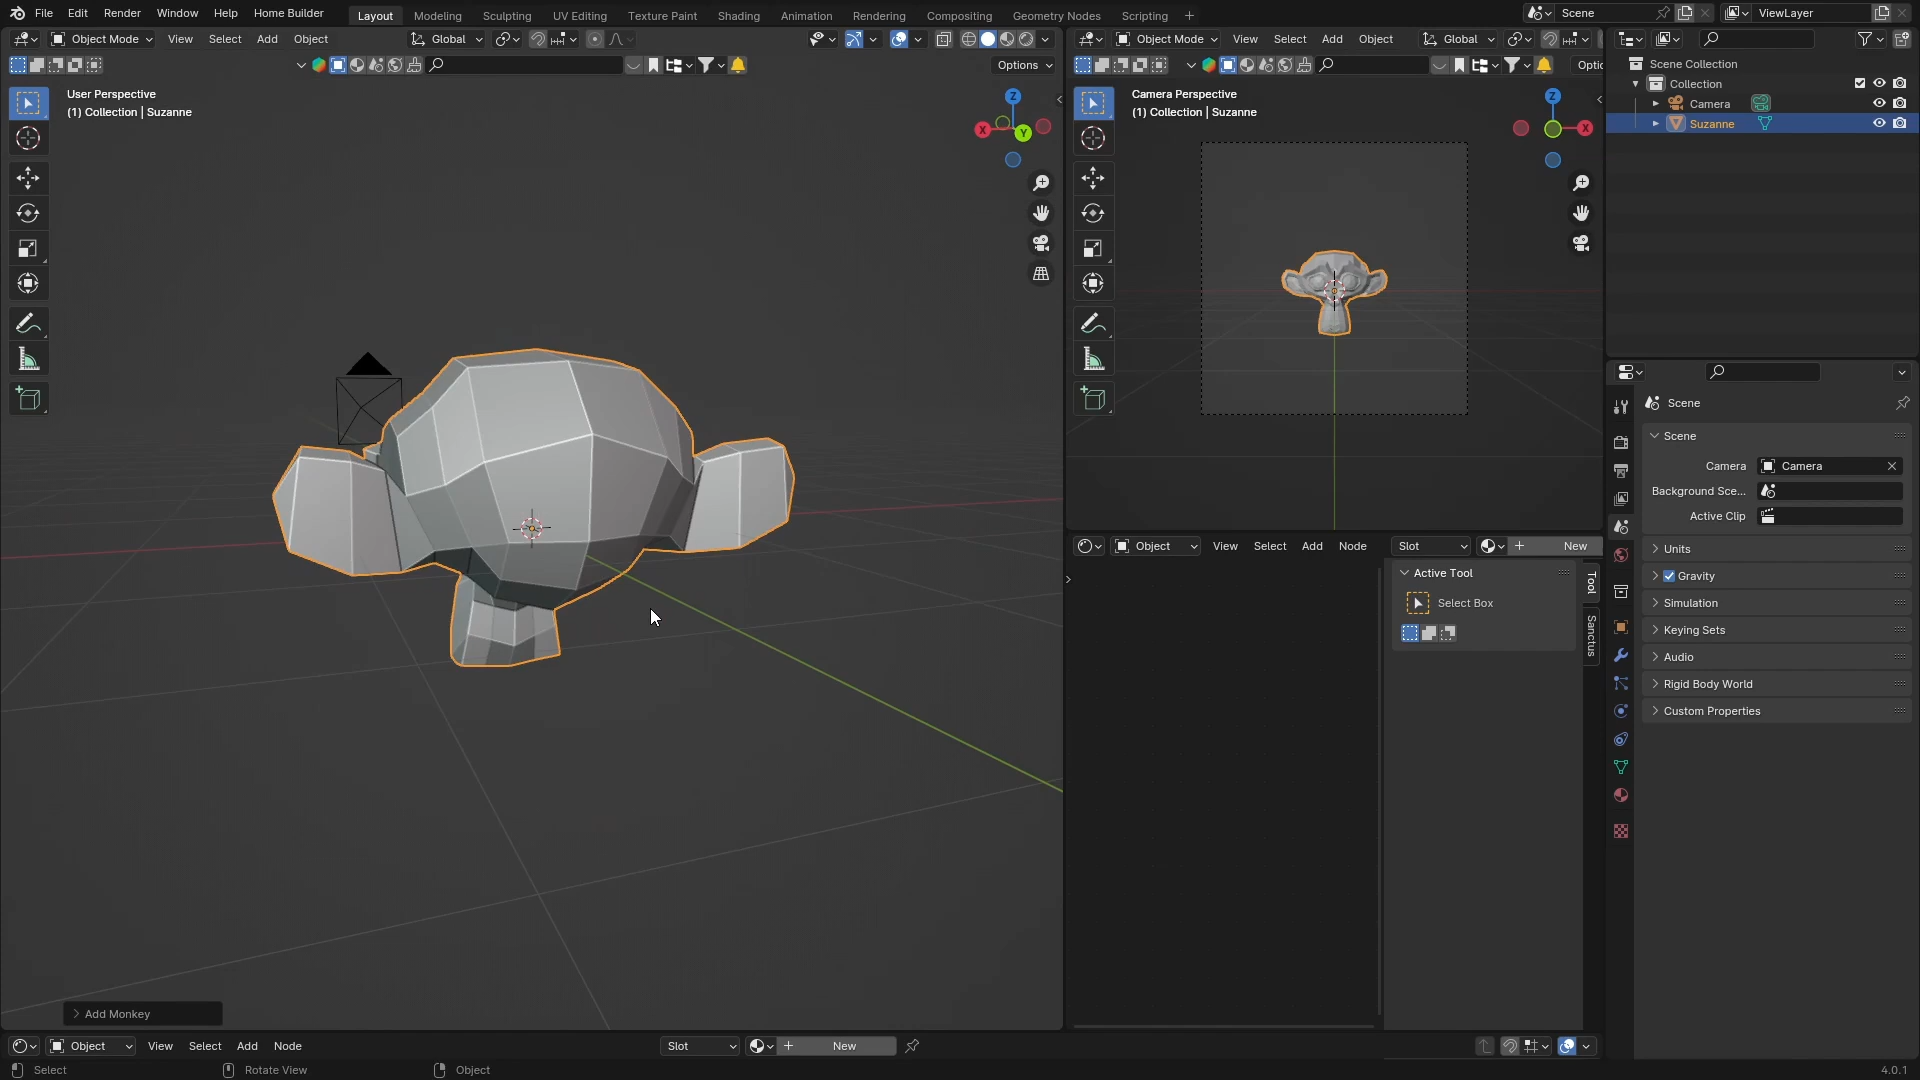 File Edit Render Window Help Home Builder Layout Modeling Sculpting UV Editing Texture Paint Shading Animation Rendering Compositing Geometry Nodes Scripting + Scene ViewLayer
Object Mode View Select Add Object Global
Options
User Perspective
(1) Collection | Suzanne
Z
X
Y
Add Monkey
Object Mode View Select Add Object Global
Optic
Camera Perspective
(1) Collection | Suzanne
Z
X
Object View Select Add Node Slot New
Active Tool
Select Box
Tool
Sanctus
Scene Collection
Collection
Camera
Suzanne
Scene
Scene
Camera Camera
Background Sce...
Active Clip
Units
Gravity
Simulation
Keying Sets
Audio
Rigid Body World
Custom Properties
Object View Select Add Node Slot New
Select Rotate View Object 4.0.1